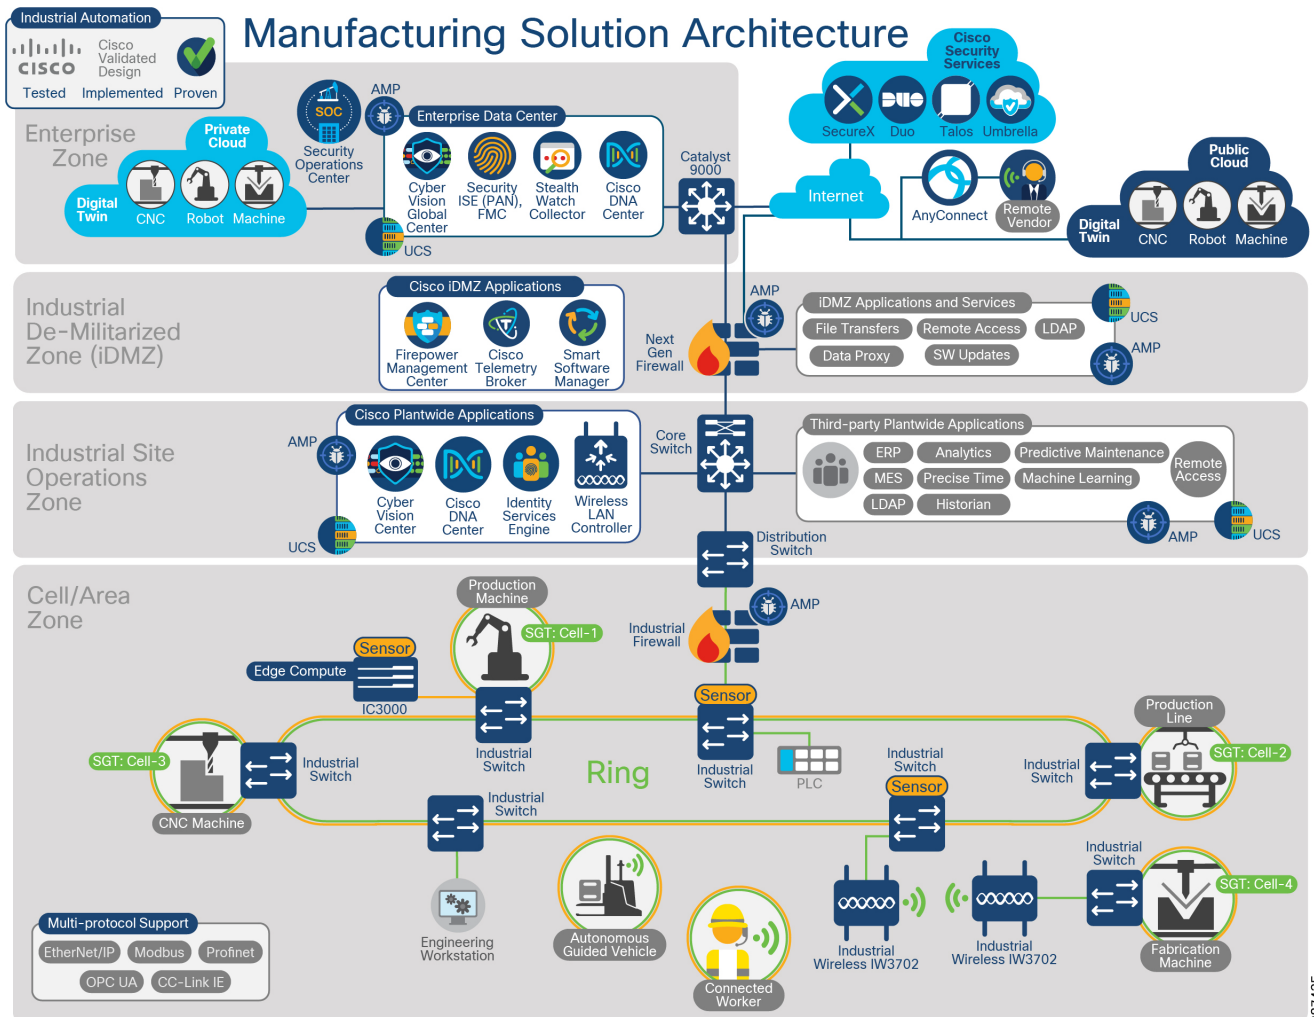 Industrial Automation
CISCO
Cisco
Validated
Design
Tested
Implemented
Proven
Manufacturing Solution Architecture
Enterprise
Zone
Private
Cloud
Digital
Twin
CNC
Robot
Machine
SOC
Security
Operations
Center
AMP
Enterprise Data Center
Cyber
Vision
Global
Center
Security
ISE (PAN),
FMC
Stealth
Watch
Collector
Cisco
DNA
Center
UCS
Catalyst
9000
Cisco
Security
Services
DUO
SecureX
Duo
Talos
Umbrella
Internet
AnyConnect
Remote
Vendor
Public
Cloud
Digital
Twin
CNC
Robot
Machine
Industrial
De-Militarized
Zone (iDMZ)
Cisco iDMZ Applications
Firepower
Management
Center
Cisco
Telemetry
Broker
Smart
Software
Manager
Next
Gen
Firewall
AMP
iDMZ Applications and Services
File Transfers
Remote Access
LDAP
Data Proxy
SW Updates
UCS
AMP
Industrial Site
Operations
Zone
AMP
UCS
Cisco Plantwide Applications
Cyber
Vision
Center
Cisco
DNA
Center
Identity
Services
Engine
Wireless
LAN
Controller
Core
Switch
Third-party Plantwide Applications
ERP
Analytics
Predictive Maintenance
MES
Precise Time
Machine Learning
LDAP
Historian
Remote
Access
AMP
UCS
Distribution
Switch
Cell/Area
Zone
Production
Machine
SGT: Cell-1
Sensor
Edge Compute
IC3000
Industrial
Switch
Industrial
Firewall
AMP
Sensor
Industrial
Switch
PLC
Production
Line
SGT: Cell-2
Industrial
Switch
SGT: Cell-3
CNC Machine
Industrial
Switch
Ring
Industrial
Switch
Sensor
Industrial
Switch
Engineering
Workstation
Autonomous
Guided Vehicle
Connected
Worker
Industrial
Wireless IW3702
Industrial
Wireless IW3702
Industrial
Switch
SGT: Cell-4
Fabrication
Machine
Multi-protocol Support
EtherNet/IP
Modbus
Profinet
OPC UA
CC-Link IE